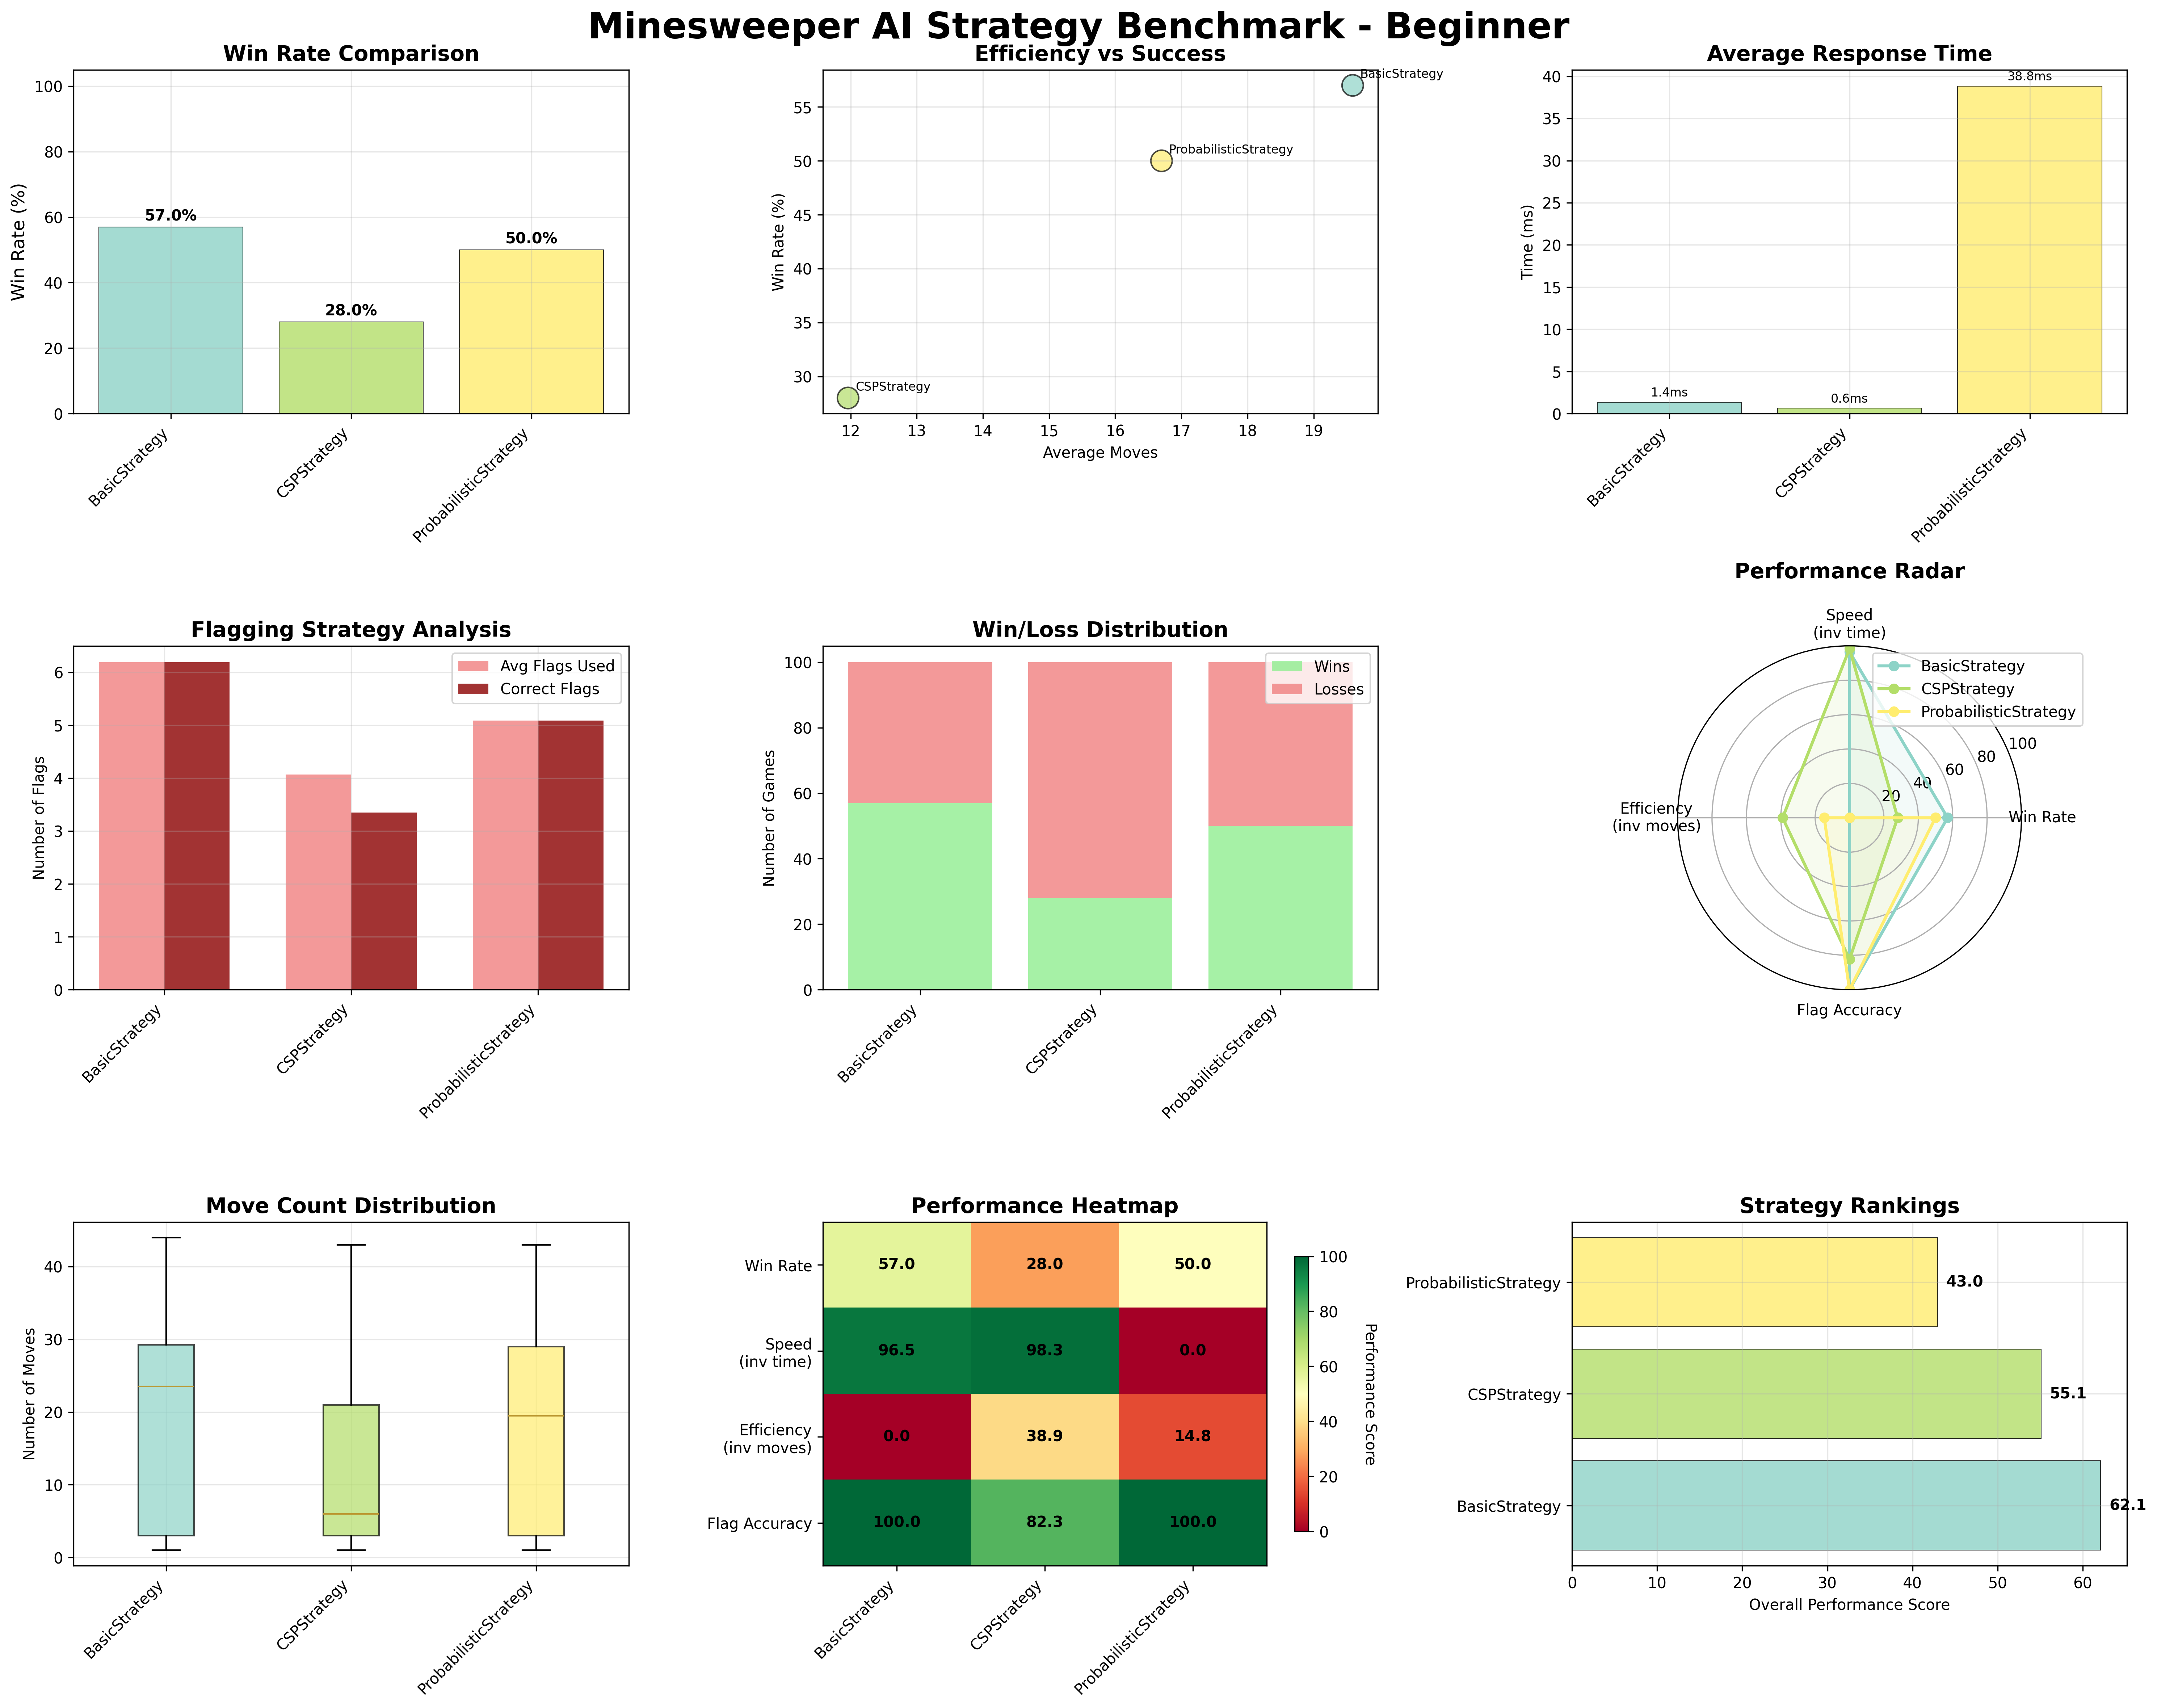 Minesweeper AI Strategy Benchmark - Beginner
Win Rate Comparison
Win Rate (%)
100
80
60
40
20
0
57.0%
28.0%
50.0%
BasicStrategy
CSPStrategy
ProbabilisticStrategy
Efficiency vs Success
Win Rate (%)
55
50
45
40
35
30
BasicStrategy
ProbabilisticStrategy
CSPStrategy
12 13 14 15 16 17 18 19
Average Moves
Average Response Time
Time (ms)
40
35
30
25
20
15
10
5
0
1.4ms
0.6ms
38.8ms
BasicStrategy
CSPStrategy
ProbabilisticStrategy
Flagging Strategy Analysis
Number of Flags
6
5
4
3
2
1
0
Avg Flags Used
Correct Flags
BasicStrategy
CSPStrategy
ProbabilisticStrategy
Win/Loss Distribution
Number of Games
100
80
60
40
20
0
Wins
Losses
BasicStrategy
CSPStrategy
ProbabilisticStrategy
Performance Radar
Speed
(inv time)
BasicStrategy
CSPStrategy
ProbabilisticStrategy
100
80
60
40
20
Efficiency
(inv moves)
Win Rate
Flag Accuracy
Move Count Distribution
Number of Moves
40
30
20
10
0
BasicStrategy
CSPStrategy
ProbabilisticStrategy
Performance Heatmap
Win Rate
57.0 28.0 50.0
Speed
(inv time)
96.5 98.3 0.0
Efficiency
(inv moves)
0.0 38.9 14.8
Flag Accuracy
100.0 82.3 100.0
BasicStrategy
CSPStrategy
ProbabilisticStrategy
100
80
60
40
20
0
Performance Score
Strategy Rankings
ProbabilisticStrategy
43.0
CSPStrategy
55.1
BasicStrategy
62.1
0 10 20 30 40 50 60
Overall Performance Score